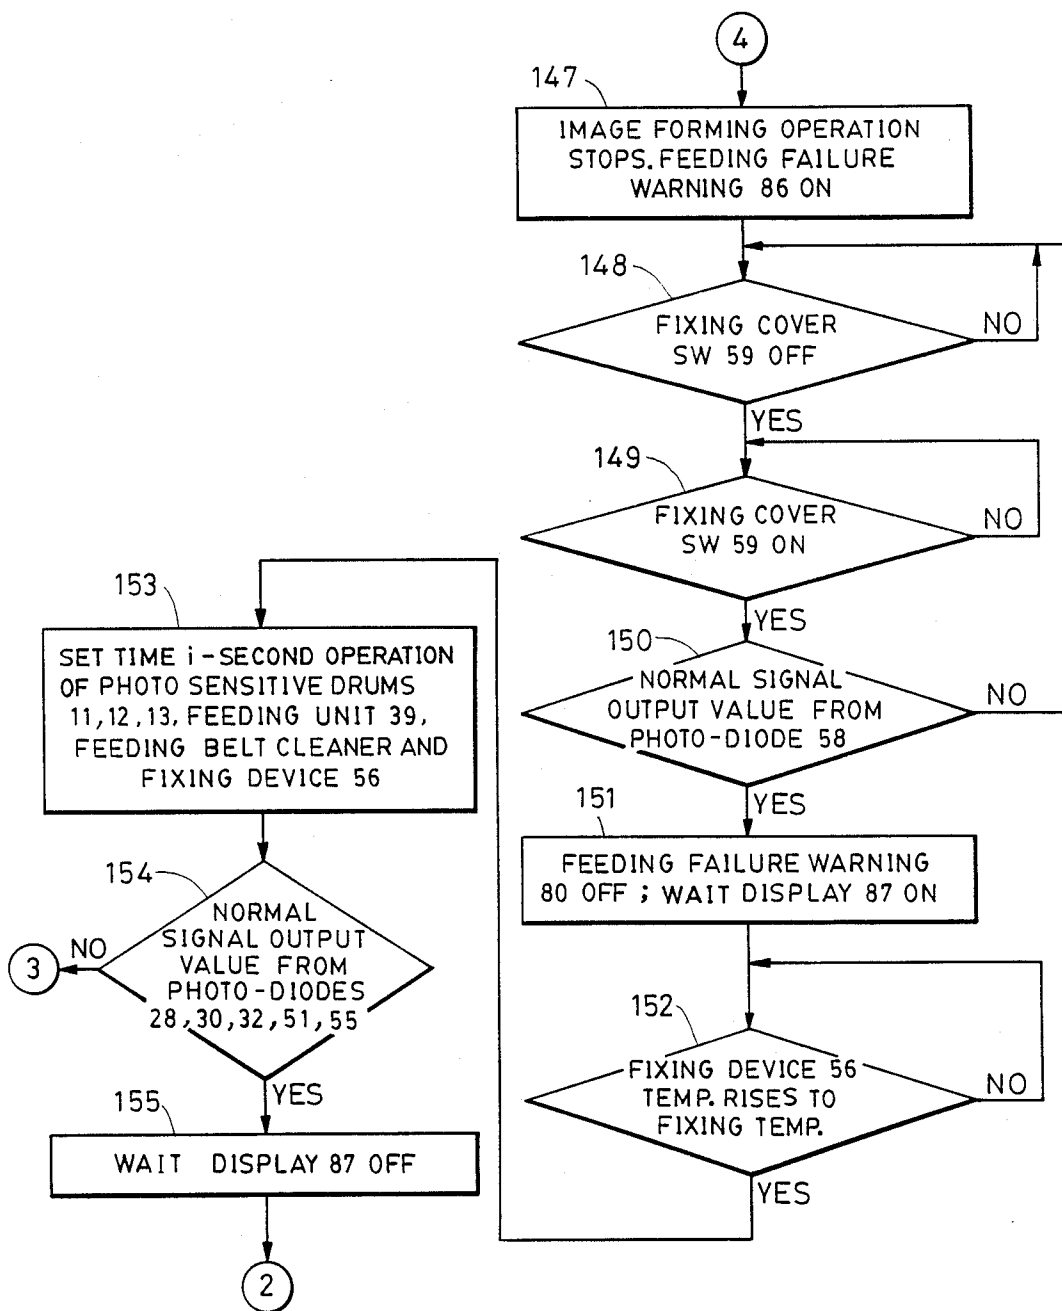 4
147
IMAGE FORMING OPERATION
STOPS. FEEDING FAILURE
WARNING 86 ON
148
FIXING COVER
SW 59 OFF
NO
YES
149
FIXING COVER
SW 59 ON
NO
YES
150
NORMAL SIGNAL
OUTPUT VALUE FROM
PHOTO-DIODE 58
NO
YES
151
FEEDING FAILURE WARNING
80 OFF ; WAIT DISPLAY 87 ON
152
FIXING DEVICE 56
TEMP. RISES TO
FIXING TEMP.
NO
YES
153
SET TIME i-SECOND OPERATION
OF PHOTO SENSITIVE DRUMS
11,12,13, FEEDING UNIT 39,
FEEDING BELT CLEANER AND
FIXING DEVICE 56
154
NORMAL
SIGNAL OUTPUT
VALUE FROM
PHOTO-DIODES
28,30,32,51,55
NO
3
YES
155
WAIT DISPLAY 87 OFF
2